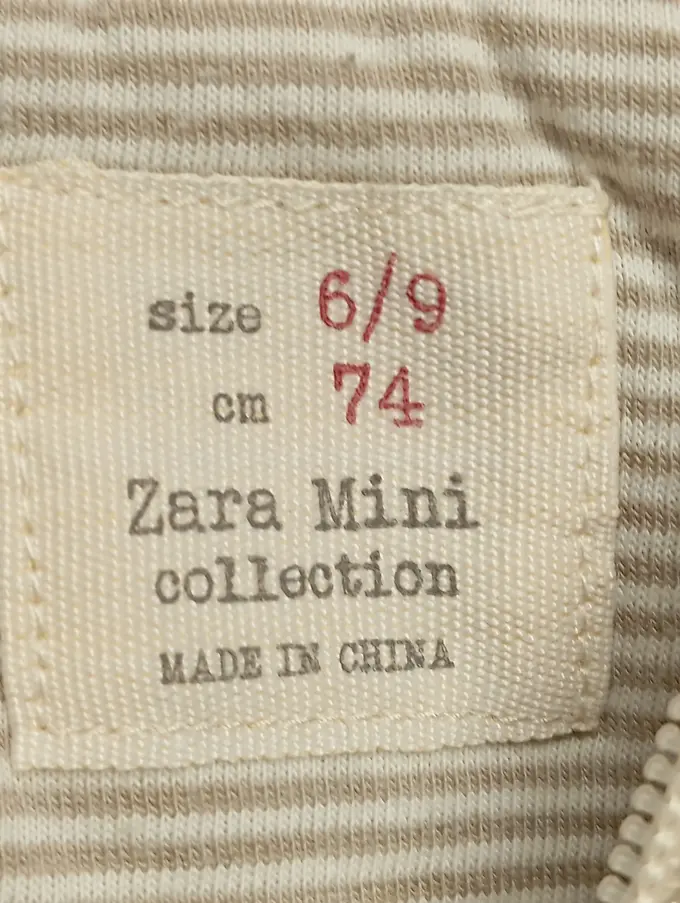 size 6/9
cm 74
Zara Mini
collection
MADE IN CHINA